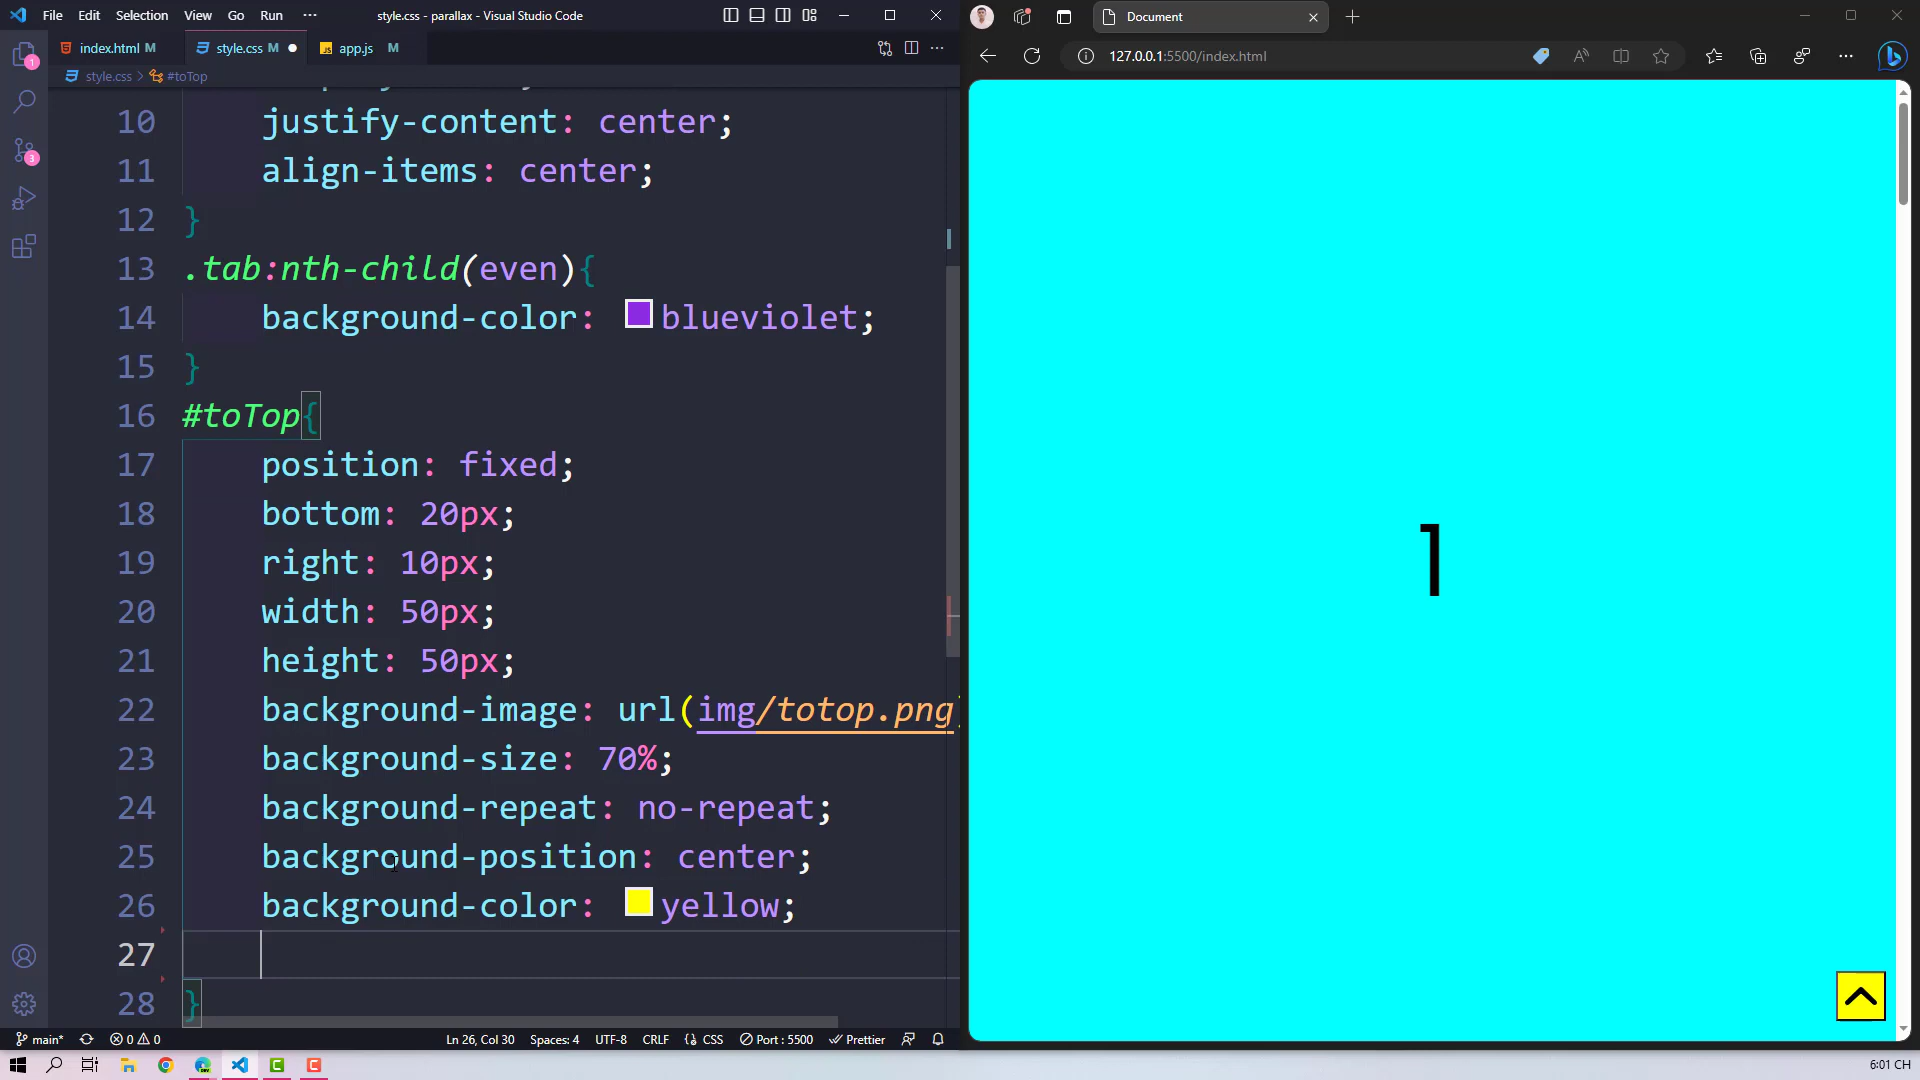 File Edit Selection View Go Run ··· style.css - parallax - Visual Studio Code
index.html M style.css M ● JS app.js M
style.css > #toTop
10 justify-content: center;
11 align-items: center;
12 }
13 .tab:nth-child(even){
14 background-color: blueviolet;
15 }
16 #toTop{
17 position: fixed;
18 bottom: 20px;
19 right: 10px;
20 width: 50px;
21 height: 50px;
22 background-image: url(img/totop.png
23 background-size: 70%;
24 background-repeat: no-repeat;
25 background-position: center;
26 background-color: yellow;
27
28 }
1
3
main* 0 0 Ln 26, Col 30 Spaces: 4 UTF-8 CRLF {} CSS Port : 5500 Prettier
Document
127.0.0.1:5500/index.html
1
6:01 CH